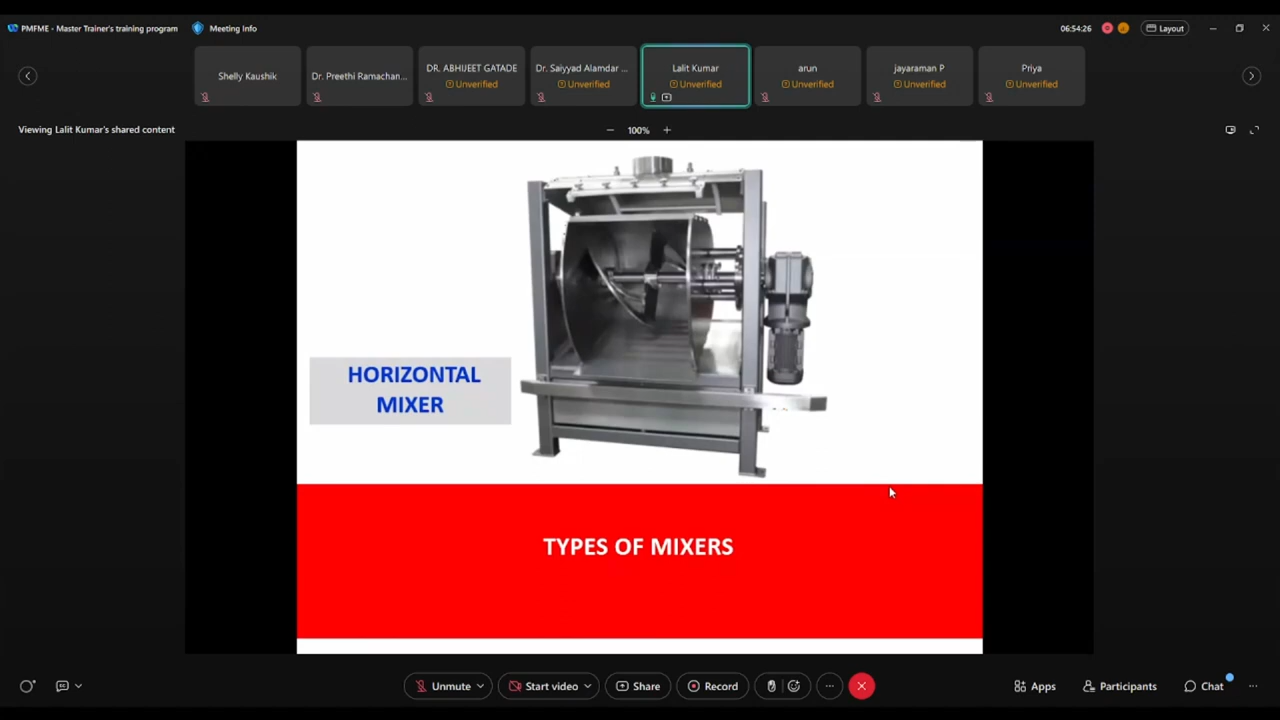 PMFME - Master Trainer's training program
Meeting Info
06:54:26
Layout
Shelly Kaushik
Dr. Preethi Ramachan...
DR. ABHIJEET GATADE
Unverified
Dr. Saiyyad Alamdar ...
Unverified
Lalit Kumar
Unverified
arun
Unverified
jayaraman P
Unverified
Priya
Unverified
Viewing Lalit Kumar's shared content
100%
HORIZONTAL
MIXER
TYPES OF MIXERS
Unmute
Start video
Share
Record
Apps
Participants
Chat